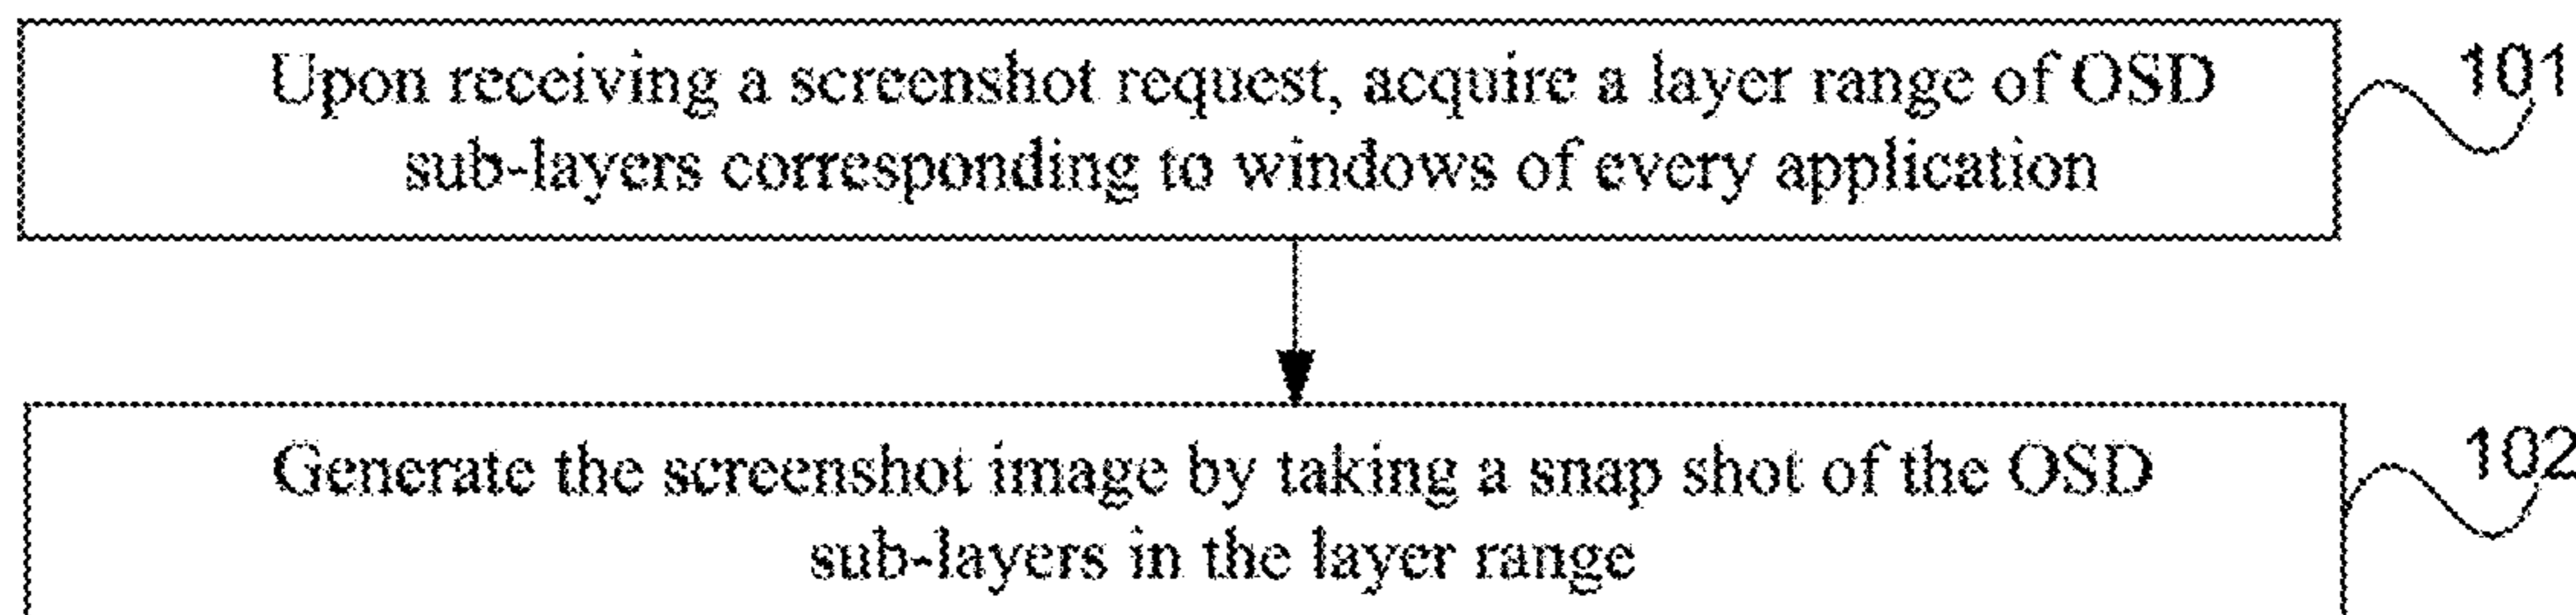 Upon receiving a screenshot request, acquire a layer range of OSD
101
sub-layers corresponding to windows of every application
Generate the screenshot image by taking a snap shot of the OSD
102
sub-layers in the layer range